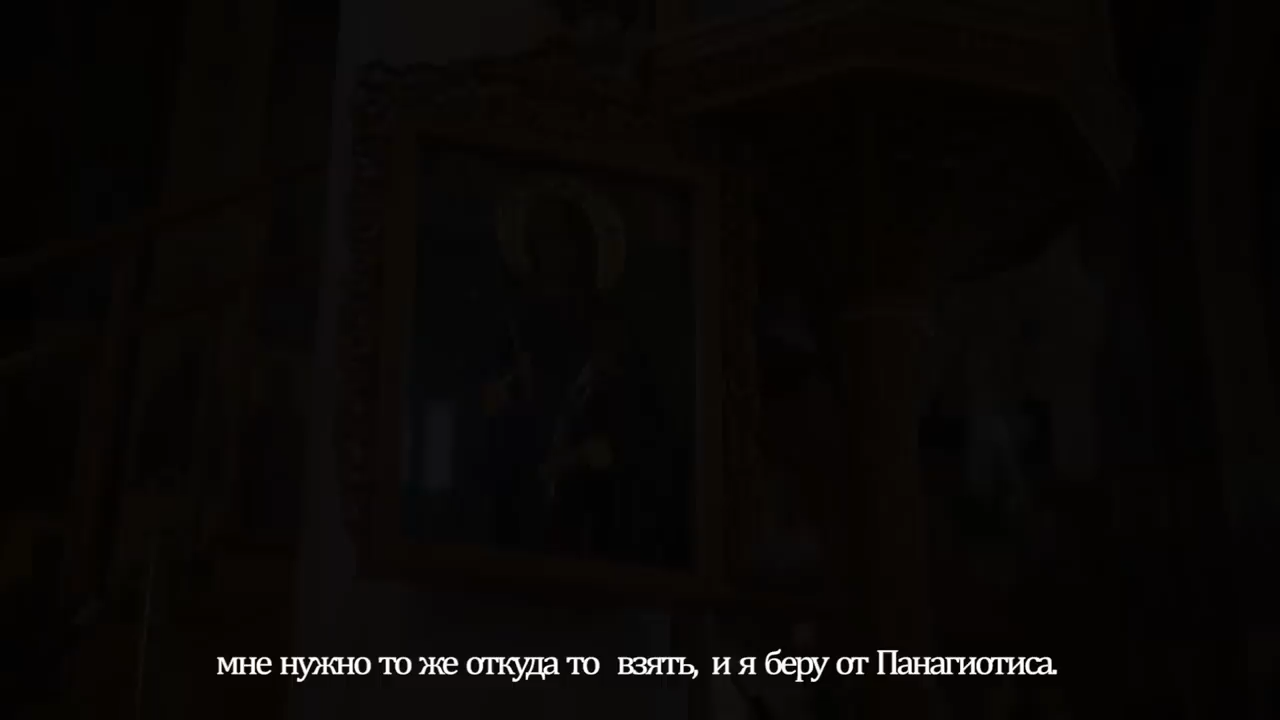 мне нужно то же откуда то взять, и я беру от Панагиотиса.